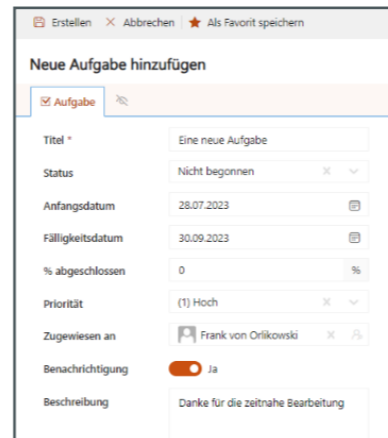 Erstellen Abbrechen Als Favorit speichern
Neue Aufgabe hinzufügen
Aufgabe
Titel * Eine neue Aufgabe
Status Nicht begonnen
Anfangsdatum 28.07.2023
Fälligkeitsdatum 30.09.2023
% abgeschlossen 0 %
Priorität (1) Hoch
Zugewiesen an Frank von Orlikowski
Benachrichtigung Ja
Beschreibung Danke für die zeitnahe Bearbeitung